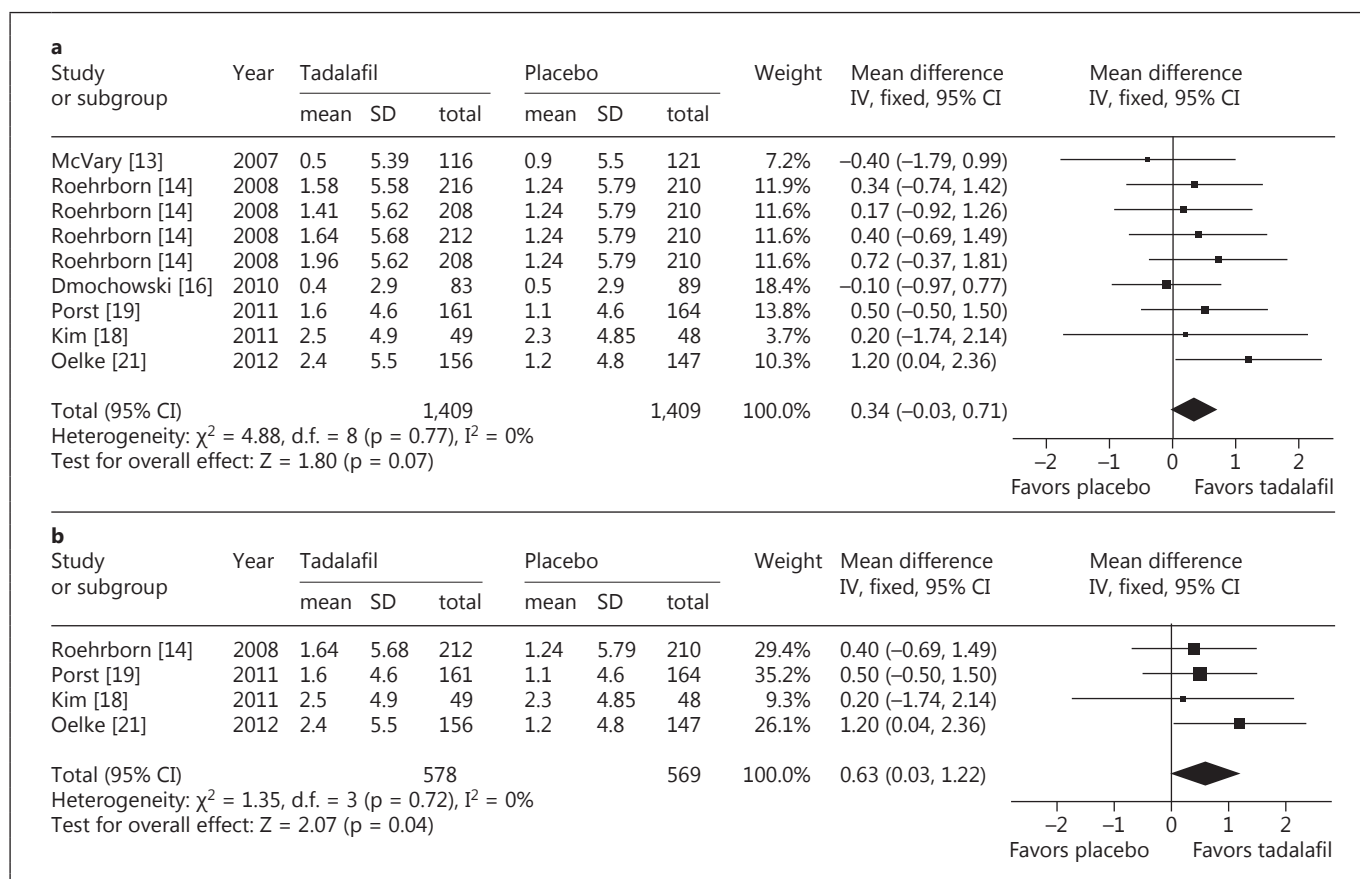 a
Study Year Tadalafil Placebo Weight Mean difference Mean difference
or subgroup IV, fixed, 95% CI IV, fixed, 95% CI
mean SD total mean SD total
McVary [13] 2007 0.5 5.39 116 0.9 5.5 121 7.2% –0.40 (–1.79, 0.99)
Roehrborn [14] 2008 1.58 5.58 216 1.24 5.79 210 11.9% 0.34 (–0.74, 1.42)
Roehrborn [14] 2008 1.41 5.62 208 1.24 5.79 210 11.6% 0.17 (–0.92, 1.26)
Roehrborn [14] 2008 1.64 5.68 212 1.24 5.79 210 11.6% 0.40 (–0.69, 1.49)
Roehrborn [14] 2008 1.96 5.62 208 1.24 5.79 210 11.6% 0.72 (–0.37, 1.81)
Dmochowski [16] 2010 0.4 2.9 83 0.5 2.9 89 18.4% –0.10 (–0.97, 0.77)
Porst [19] 2011 1.6 4.6 161 1.1 4.6 164 13.8% 0.50 (–0.50, 1.50)
Kim [18] 2011 2.5 4.9 49 2.3 4.85 48 3.7% 0.20 (–1.74, 2.14)
Oelke [21] 2012 2.4 5.5 156 1.2 4.8 147 10.3% 1.20 (0.04, 2.36)
Total (95% CI) 1,409 1,409 100.0% 0.34 (–0.03, 0.71)
Heterogeneity: χ² = 4.88, d.f. = 8 (p = 0.77), I² = 0%
Test for overall effect: Z = 1.80 (p = 0.07)
–2 –1 0 1 2
Favors placebo Favors tadalafil
b
Study Year Tadalafil Placebo Weight Mean difference Mean difference
or subgroup IV, fixed, 95% CI IV, fixed, 95% CI
mean SD total mean SD total
Roehrborn [14] 2008 1.64 5.68 212 1.24 5.79 210 29.4% 0.40 (–0.69, 1.49)
Porst [19] 2011 1.6 4.6 161 1.1 4.6 164 35.2% 0.50 (–0.50, 1.50)
Kim [18] 2011 2.5 4.9 49 2.3 4.85 48 9.3% 0.20 (–1.74, 2.14)
Oelke [21] 2012 2.4 5.5 156 1.2 4.8 147 26.1% 1.20 (0.04, 2.36)
Total (95% CI) 578 569 100.0% 0.63 (0.03, 1.22)
Heterogeneity: χ² = 1.35, d.f. = 3 (p = 0.72), I² = 0%
Test for overall effect: Z = 2.07 (p = 0.04)
–2 –1 0 1 2
Favors placebo Favors tadalafil